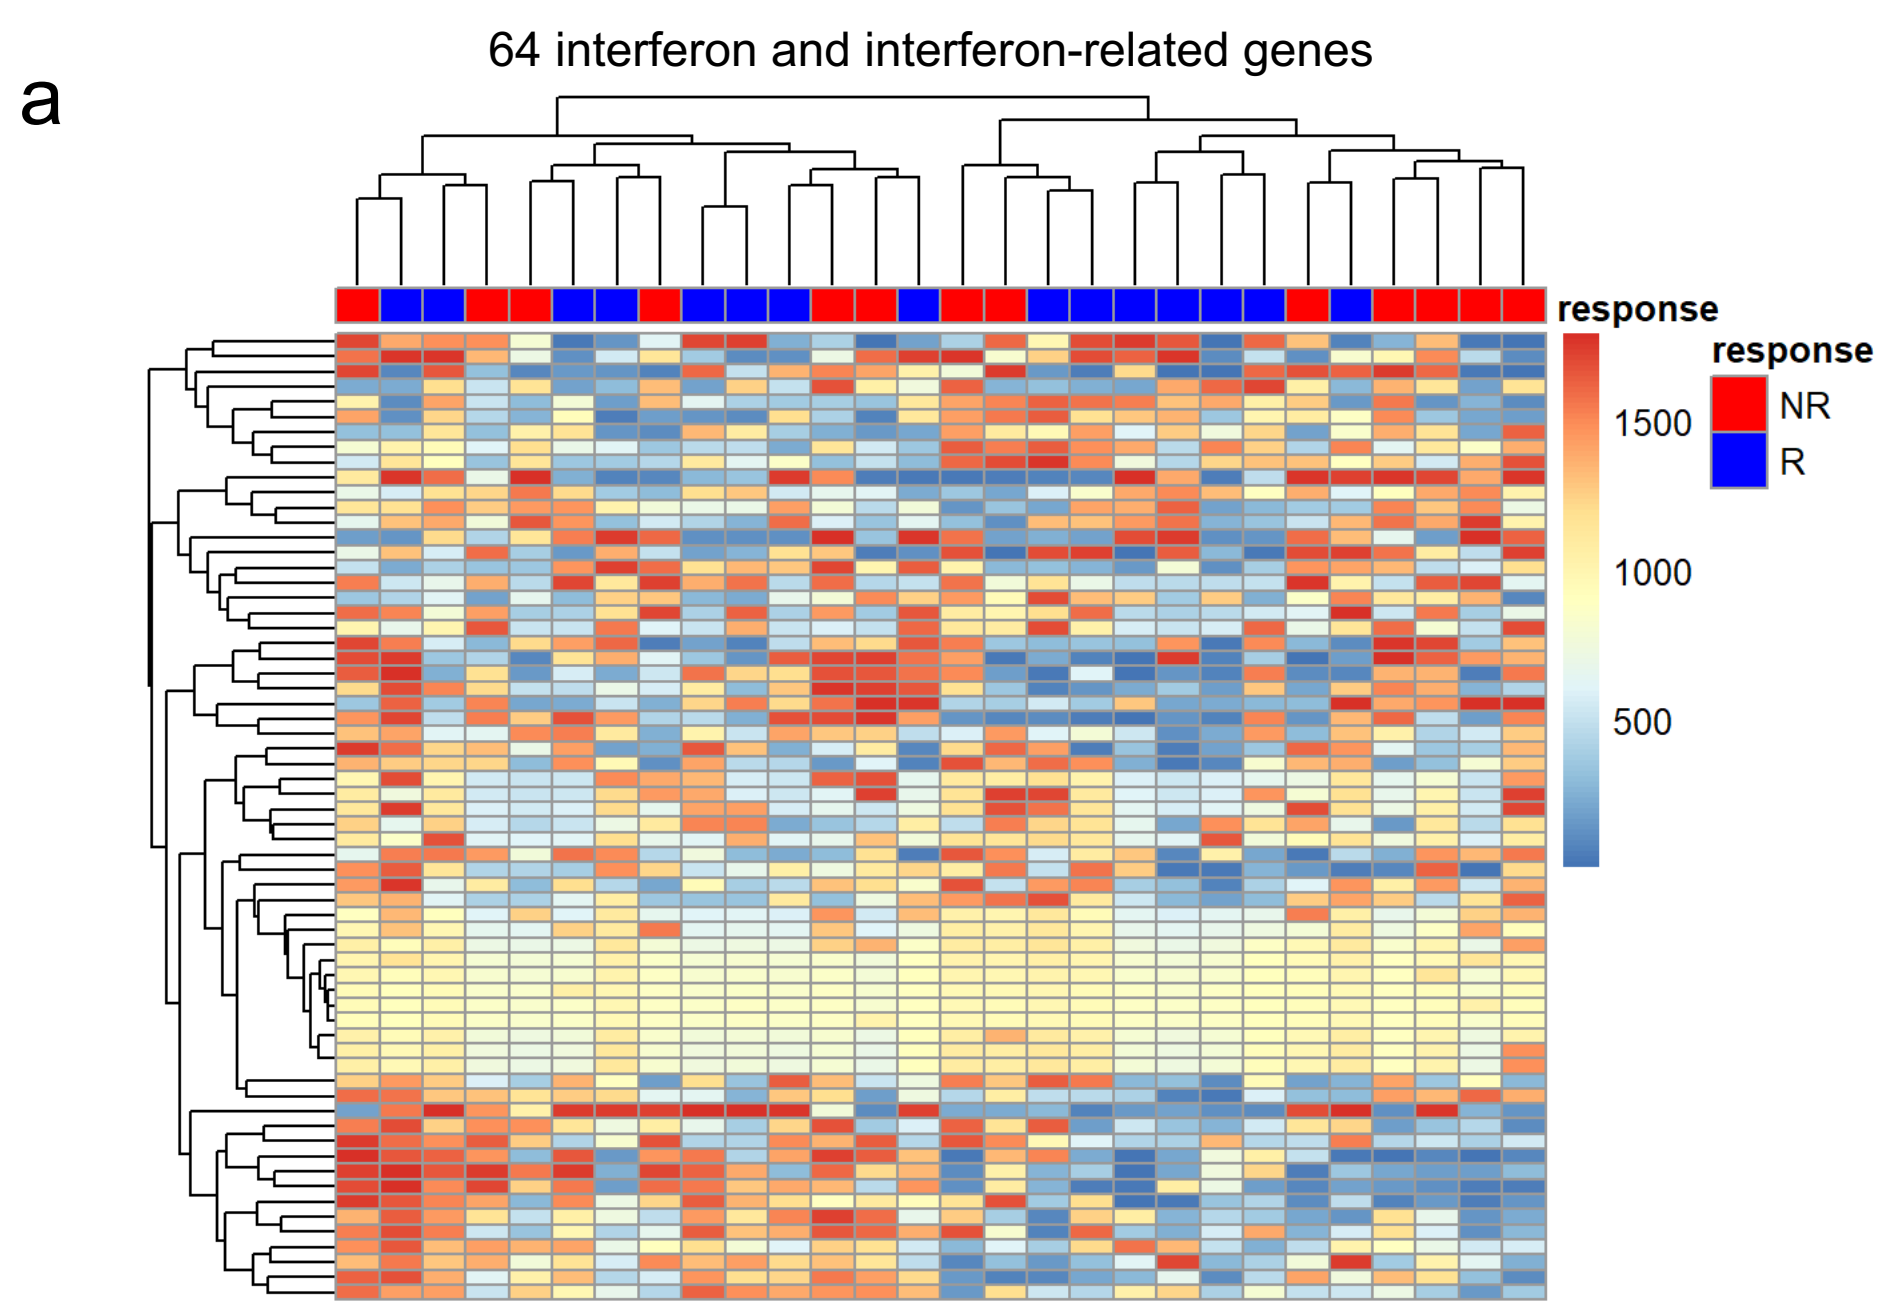 64 interferon and interferon-related genes
a
response
response
NR
R
1500
1000
500